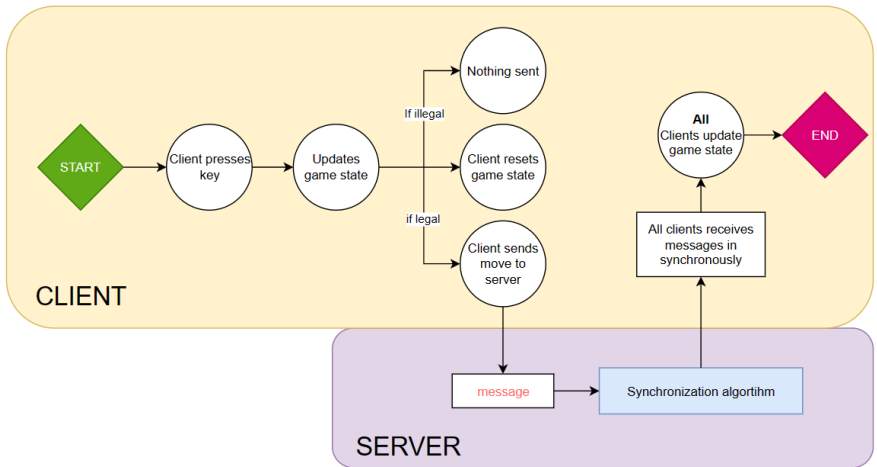 START
Client presses
key
Updates
game state
If illegal
if legal
Nothing sent
Client resets
game state
Client sends
move to
server
All
Clients update
game state
END
All clients receives
messages in
synchronously
CLIENT
message
Synchronization algortihm
SERVER